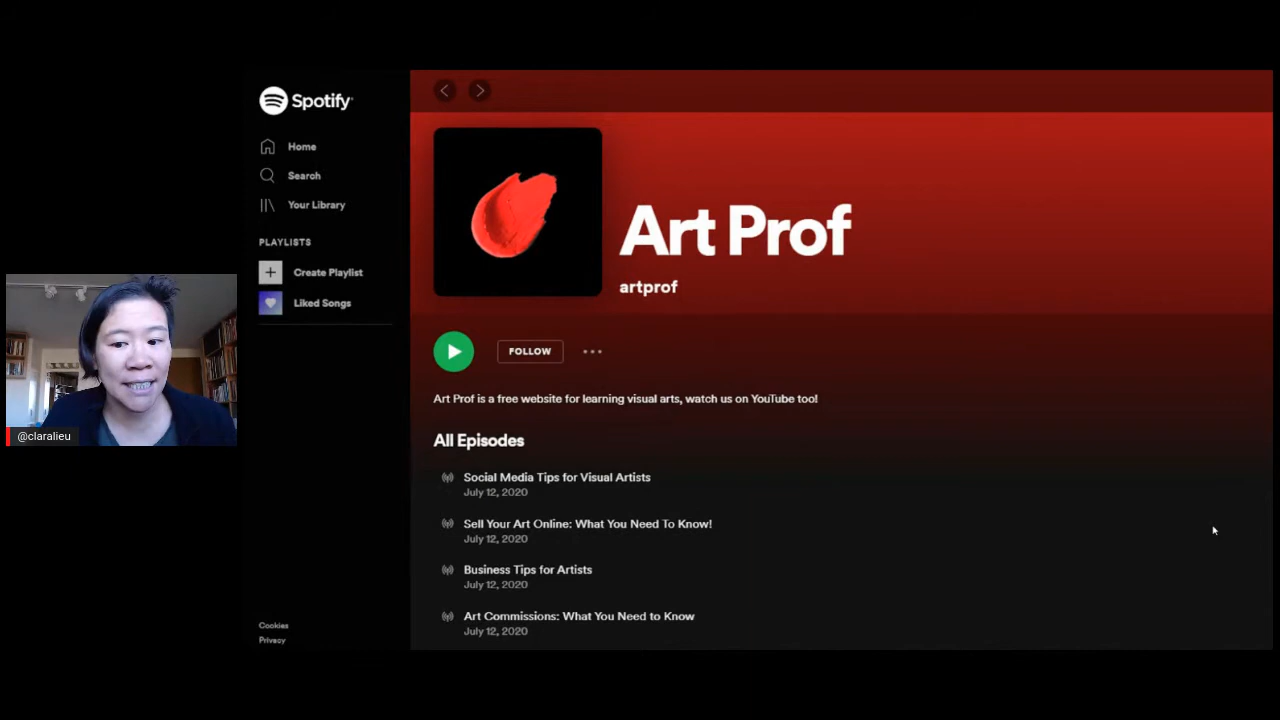 Spotify
Home
Search
Your Library
PLAYLISTS
Create Playlist
Liked Songs
Cookies
Privacy
Art Prof
artprof
FOLLOW
Art Prof is a free website for learning visual arts, watch us on YouTube too!
All Episodes
Social Media Tips for Visual Artists
July 12, 2020
Sell Your Art Online: What You Need To Know!
July 12, 2020
Business Tips for Artists
July 12, 2020
Art Commissions: What You Need to Know
July 12, 2020
@claralieu